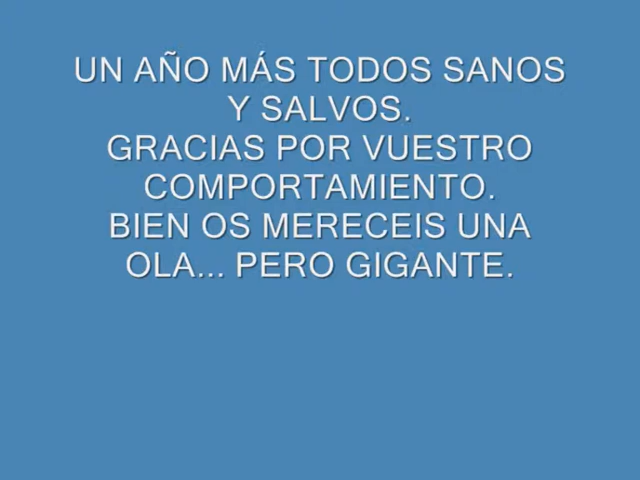 UN AÑO MÁS TODOS SANOS
Y SALVOS.
GRACIAS POR VUESTRO
COMPORTAMIENTO.
BIEN OS MERECEIS UNA
OLA... PERO GIGANTE.